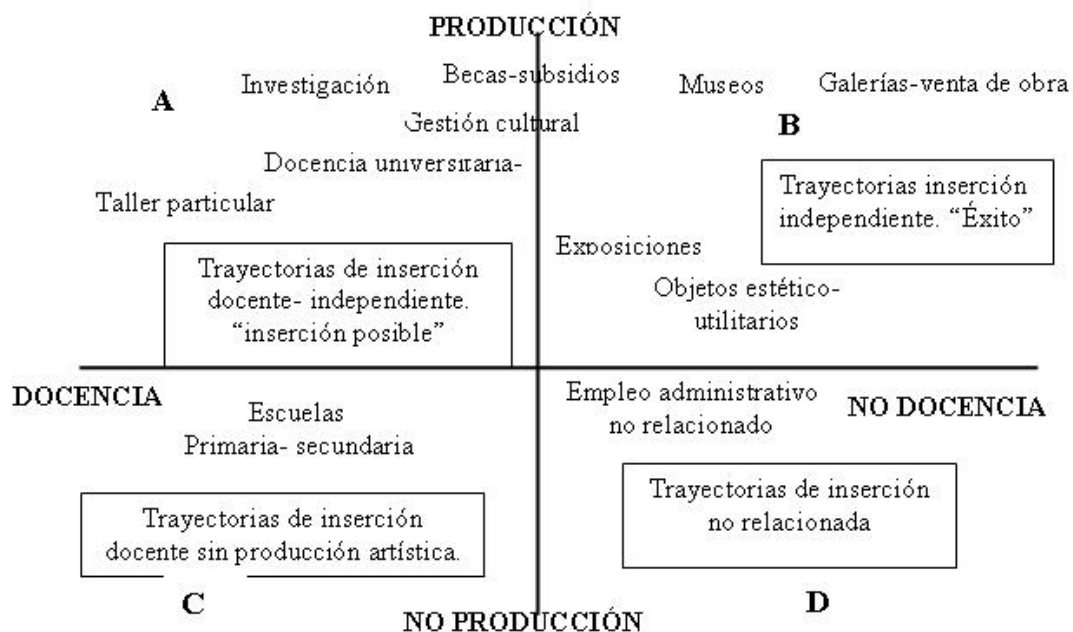 PRODUCCIÓN
Investigación
Becas-subsidios
Museos
Galerías-venta de obra
A
B
Gestión cultural
Docencia universitaria-
Taller particular
Trayectorias inserción
independiente. “Éxito”
Exposiciones
Trayectorias de inserción
docente- independiente.
“inserción posible”
Objetos estético-
utilitarios
DOCENCIA
NO DOCENCIA
Escuelas
Primaria- secundaria
Empleo administrativo
no relacionado
Trayectorias de inserción
docente sin producción artística.
Trayectorias de inserción
no relacionada
C
D
NO PRODUCCIÓN